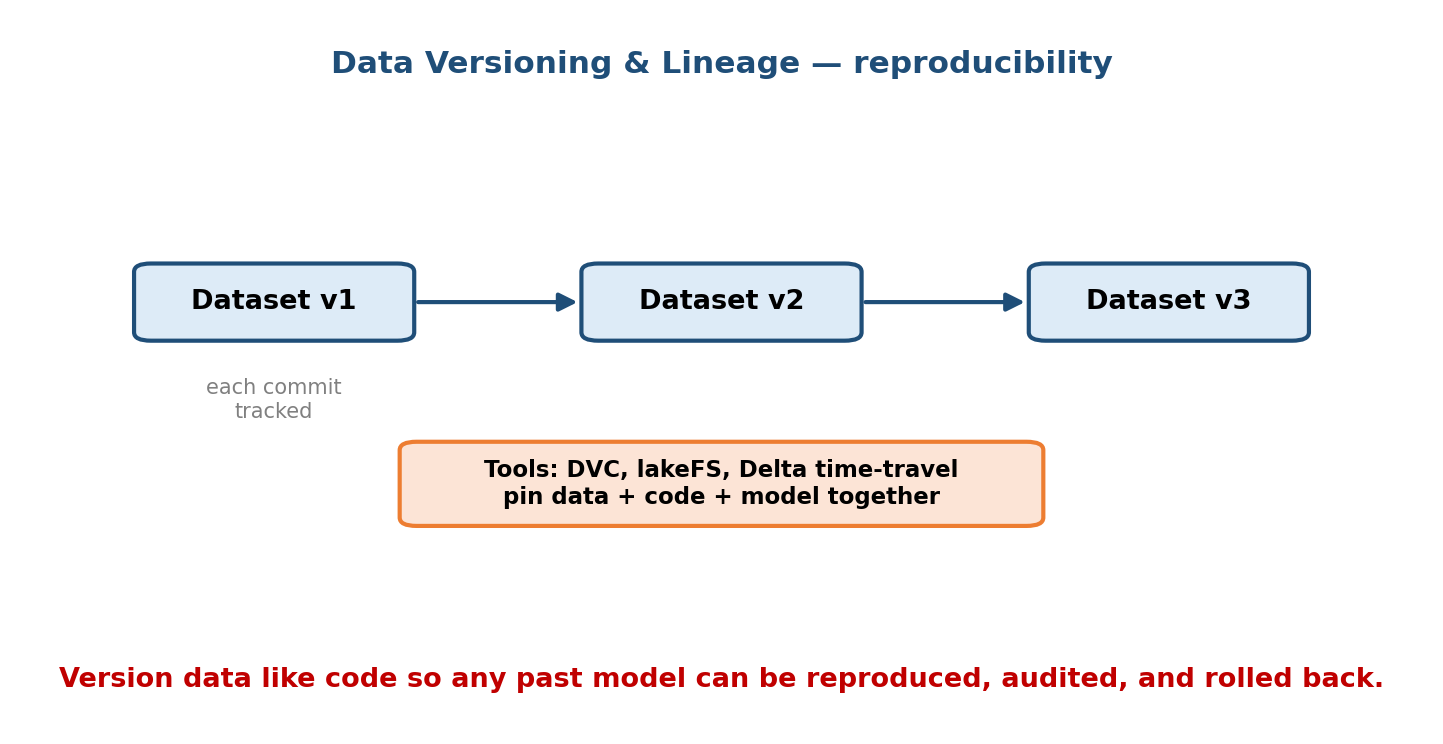 Data Versioning & Lineage — reproducibility
Dataset v1
Dataset v2
Dataset v3
each commit
tracked
Tools: DVC, lakeFS, Delta time-travel
pin data + code + model together
Version data like code so any past model can be reproduced, audited, and rolled back.